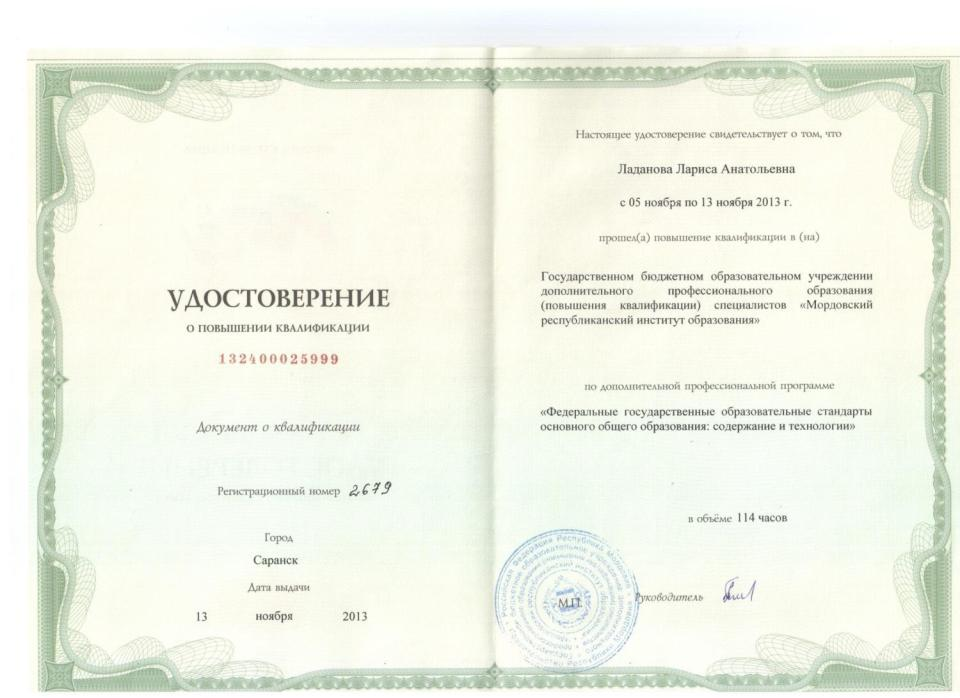 УДОСТОВЕРЕНИЕ
О ПОВЫШЕНИИ КВАЛИФИКАЦИИ
132400025999
Документ о квалификации
Регистрационный номер 2679
Город
Саранск
Дата выдачи
13 ноября 2013
Настоящее удостоверение свидетельствует о том, что
Ладанова Лариса Анатольевна
с 05 ноября по 13 ноября 2013 г.
прошел(а) повышение квалификации в (на)
Государственном бюджетном образовательном учреждении
дополнительного профессионального образования
(повышения квалификации) специалистов «Мордовский
республиканский институт образования»
по дополнительной профессиональной программе
«Федеральные государственные образовательные стандарты
основного общего образования: содержание и технологии»
в объёме 114 часов
М.П.
Руководитель